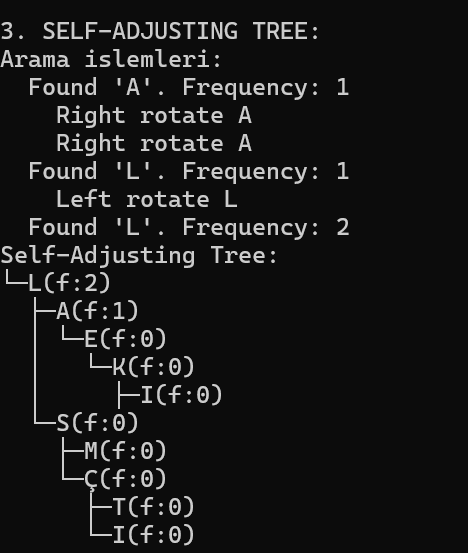 3. SELF-ADJUSTING TREE:
Arama islemleri:
  Found 'A'. Frequency: 1
    Right rotate A
    Right rotate A
  Found 'L'. Frequency: 1
    Left rotate L
  Found 'L'. Frequency: 2
Self-Adjusting Tree:
└─L(f:2)
  ├─A(f:1)
  │ └─E(f:0)
  │   └─K(f:0)
  │     ├─I(f:0)
  └─S(f:0)
    ├─M(f:0)
    └─Ç(f:0)
      ├─T(f:0)
      └─I(f:0)